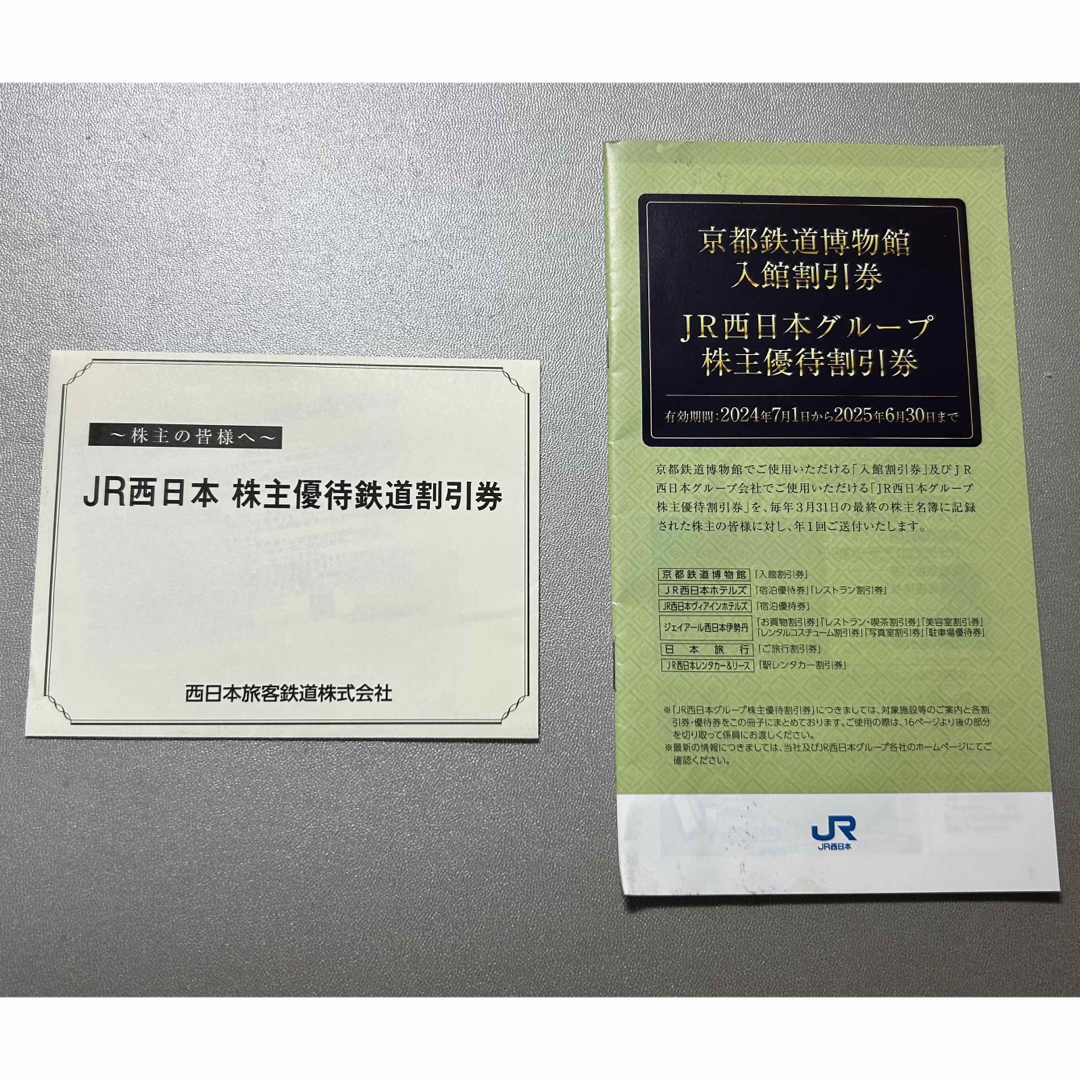 ～株主の皆様へ～
JR西日本 株主優待鉄道割引券
西日本旅客鉄道株式会社
京都鉄道博物館
入館割引券
JR西日本グループ
株主優待割引券
有効期間：2024年7月1日から2025年6月30日まで
京都鉄道博物館でご使用いただける「入館割引券」及びJR
西日本グループ会社でご使用いただける「JR西日本グループ
株主優待割引券」を、毎年3月31日の最終の株主名簿に記録
された株主の皆様に対し、年1回ご送付いたします。
京都鉄道博物館 「入館割引券」
JR西日本ホテルズ 「宿泊優待券」「レストラン割引券」
JR西日本ヴィアインホテルズ 「宿泊優待券」
ジェイアール西日本伊勢丹 「お買物割引券」「レストラン・喫茶割引券」「美容室割引券」
「レンタルコスチューム割引券」「写真室割引券」「駐車場優待券」
日本旅行 「ご旅行割引券」
JR西日本レンタカー&リース 「駅レンタカー割引券」
※「JR西日本グループ株主優待割引券」につきましては、対象施設等のご案内と各割
引券・優待券をこの冊子にまとめております。ご使用の際は、16ページより後の部分
を切り取って係員にお渡しください。
※最新の情報につきましては、当社及びJR西日本グループ各社のホームページにてご
確認ください。
JR
JR西日本